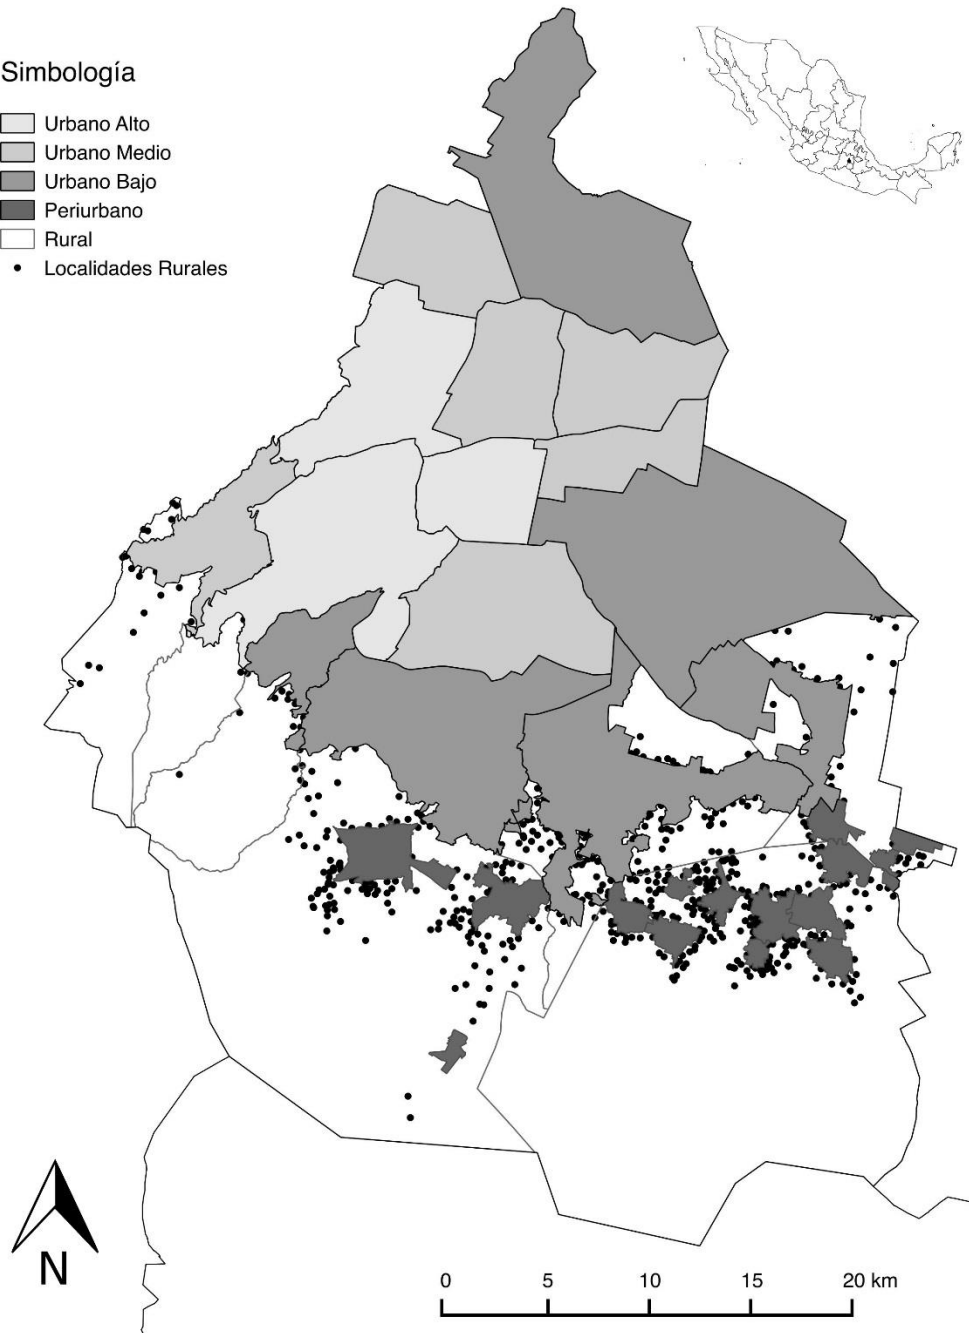 Simbología
Urbano Alto
Urbano Medio
Urbano Bajo
Periurbano
Rural
Localidades Rurales
N
0 5 10 15 20 km